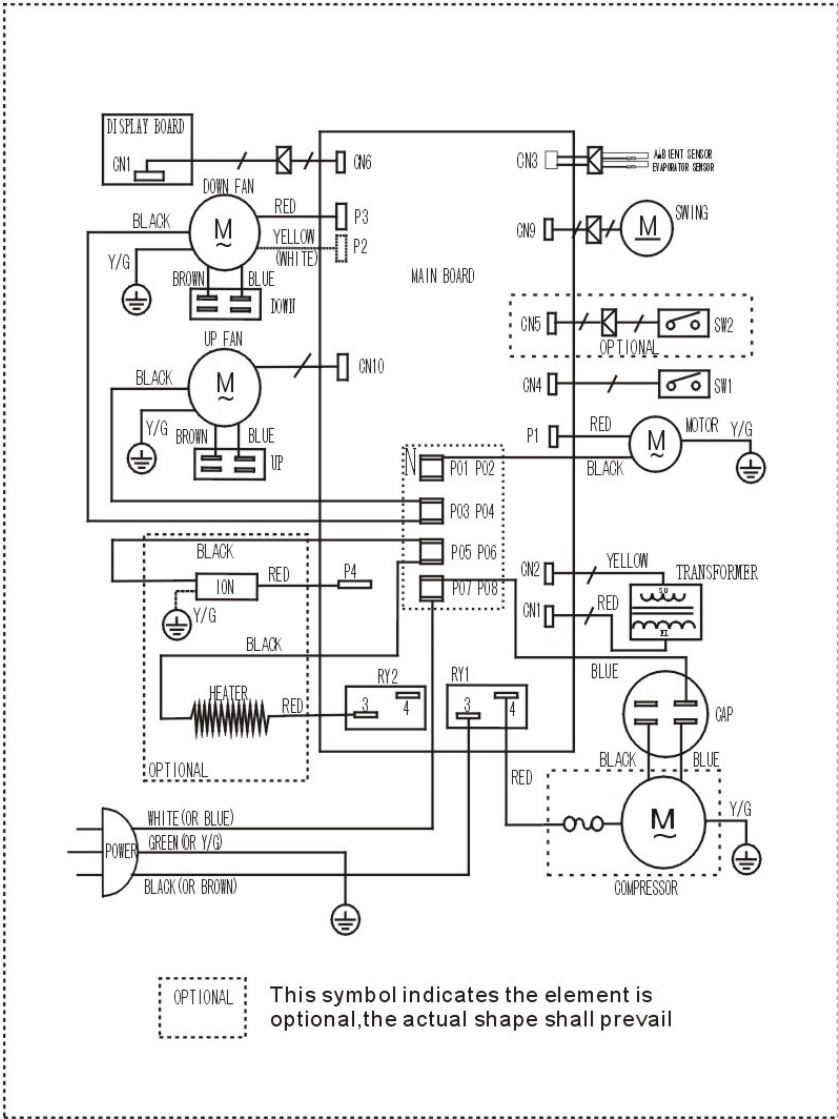 DISPLAY BOARD
CN1
CN6
CN3
AMBIENT SENSOR
EVAPORATOR SENSOR
DOWN FAN
M
~
BLACK
RED
P3
YELLOW
(WHITE)
P2
Y/G
BROWN
BLUE
DOWN
CN9
M
SWING
MAIN BOARD
CN5
SW2
OPTIONAL
UP FAN
M
~
BLACK
CN10
Y/G
BROWN
BLUE
UP
CN4
SW1
P1
RED
BLACK
M
~
MOTOR
Y/G
N
P01 P02
P03 P04
P05 P06
P07 P08
BLACK
ION
RED
P4
Y/G
BLACK
HEATER
RED
OPTIONAL
CN2
YELLOW
TRANSFORMER
CN1
RED
RY2
3
4
RY1
3
4
BLUE
CAP
BLACK
BLUE
RED
M
~
Y/G
COMPRESSOR
POWER
WHITE(OR BLUE)
GREEN(OR Y/G)
BLACK(OR BROWN)
OPTIONAL
This symbol indicates the element is
optional,the actual shape shall prevail